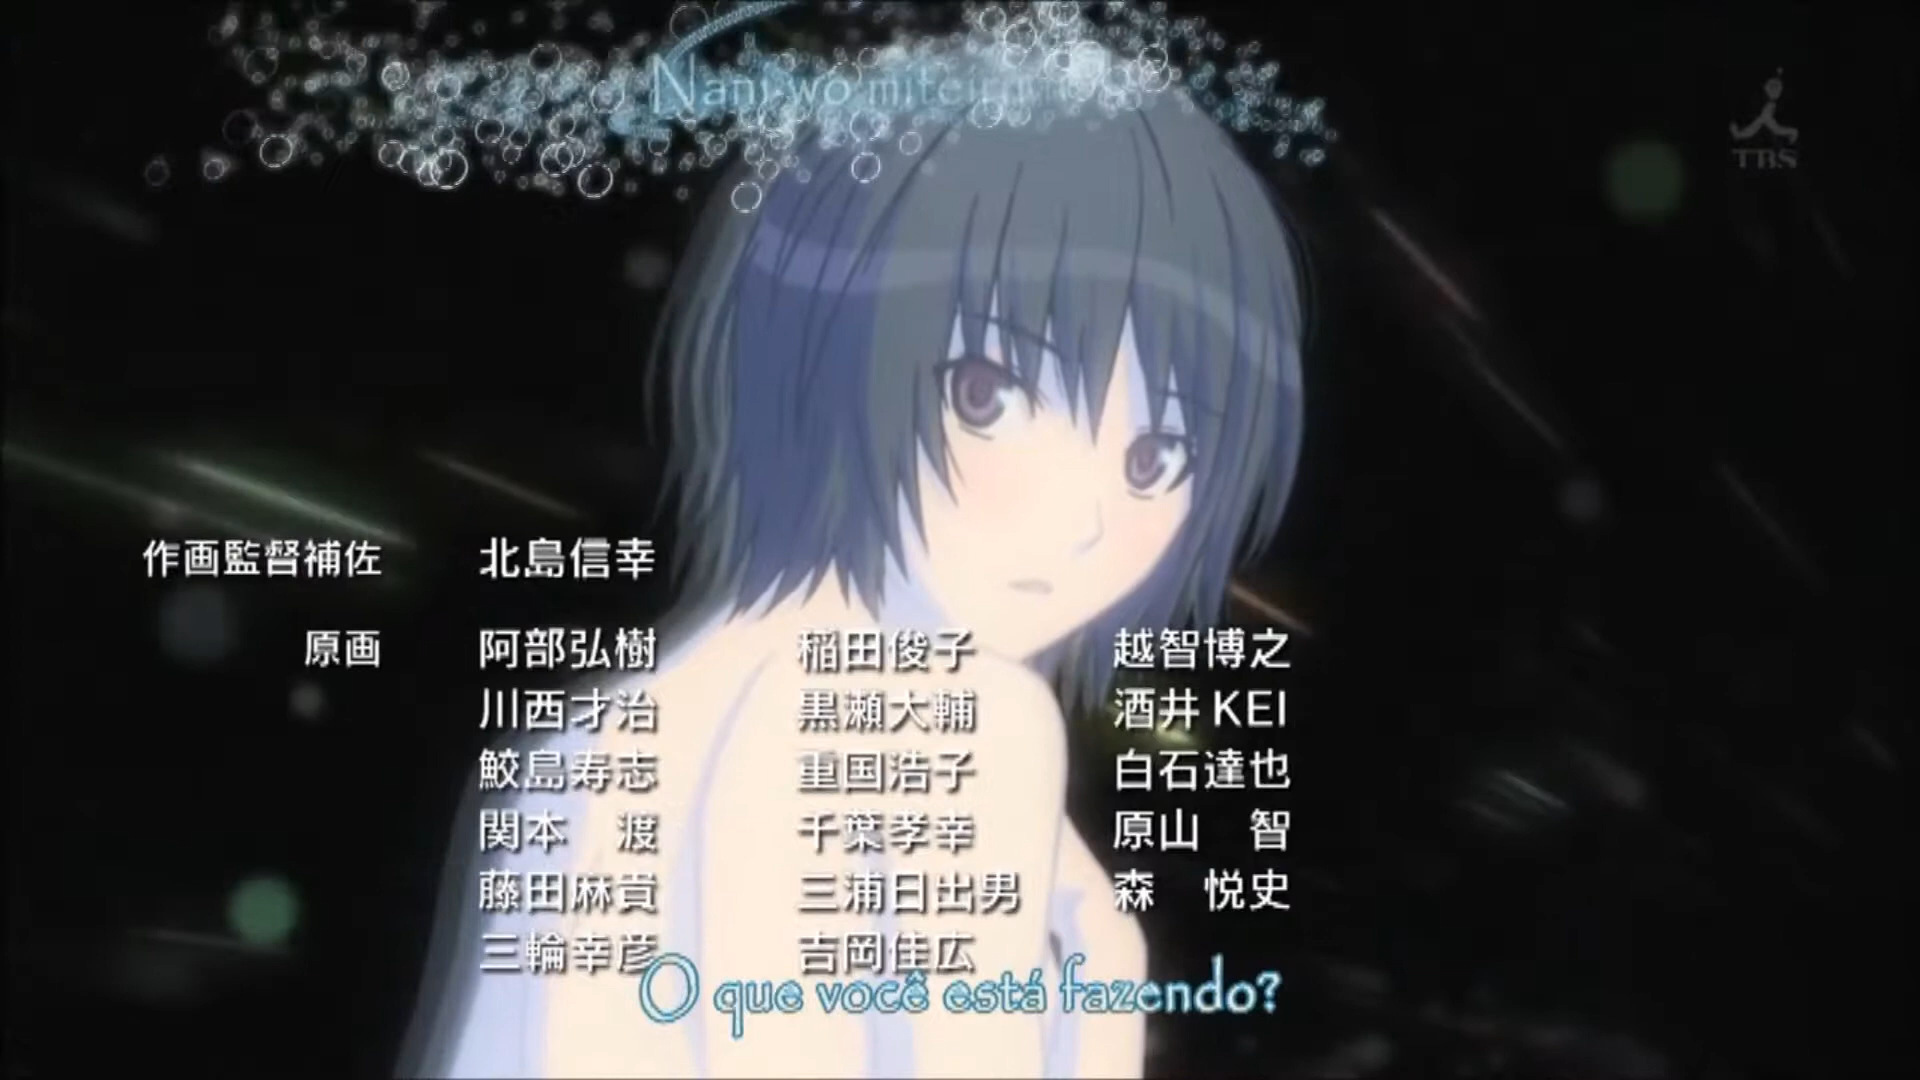 Nani wo miteiru
TBS
作画監督補佐 北島信幸
原画 阿部弘樹 稲田俊子 越智博之
川西才治 黒瀬大輔 酒井KEI
鮫島寿志 重国浩子 白石達也
関本 渡 千葉孝幸 原山 智
藤田麻貴 三浦日出男 森 悦史
三輪幸彦 吉岡佳広
O que você está fazendo?